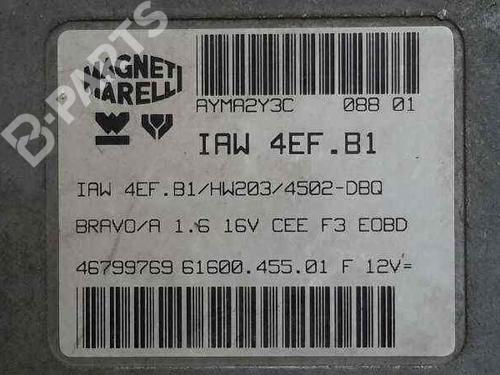 MAGNETI
MARELLI
AYMA2Y3C 088 01
IAW 4EF.B1
IAW 4EF.B1/HW203/4502-DBQ
BRAVO/A 1.6 16V CEE F3 EOBD
46799769 61600.455.01 F 12V=
B-PARTS